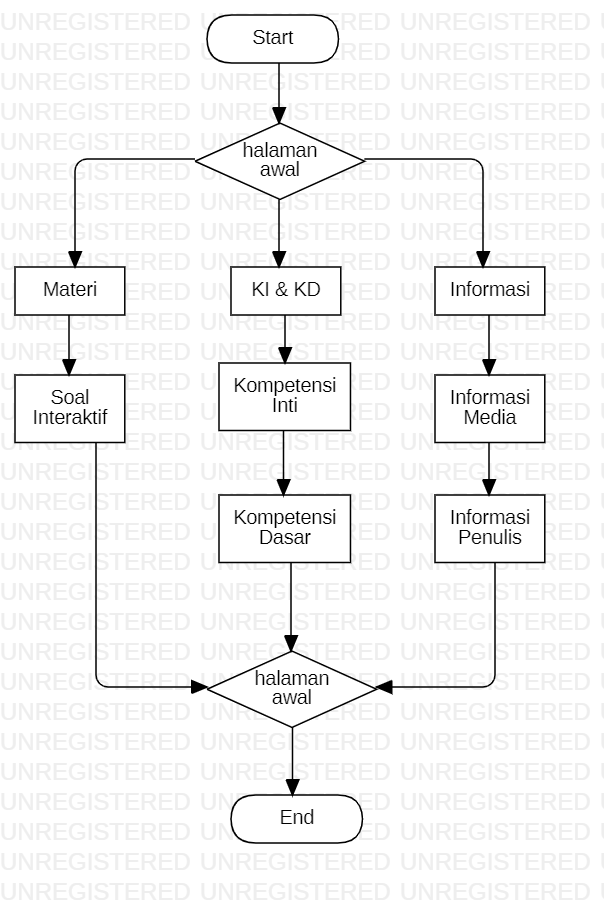 Start
halaman
awal
Materi
KI & KD
Informasi
Soal
Interaktif
Kompetensi
Inti
Informasi
Media
Kompetensi
Dasar
Informasi
Penulis
halaman
awal
End
UNREGISTERED